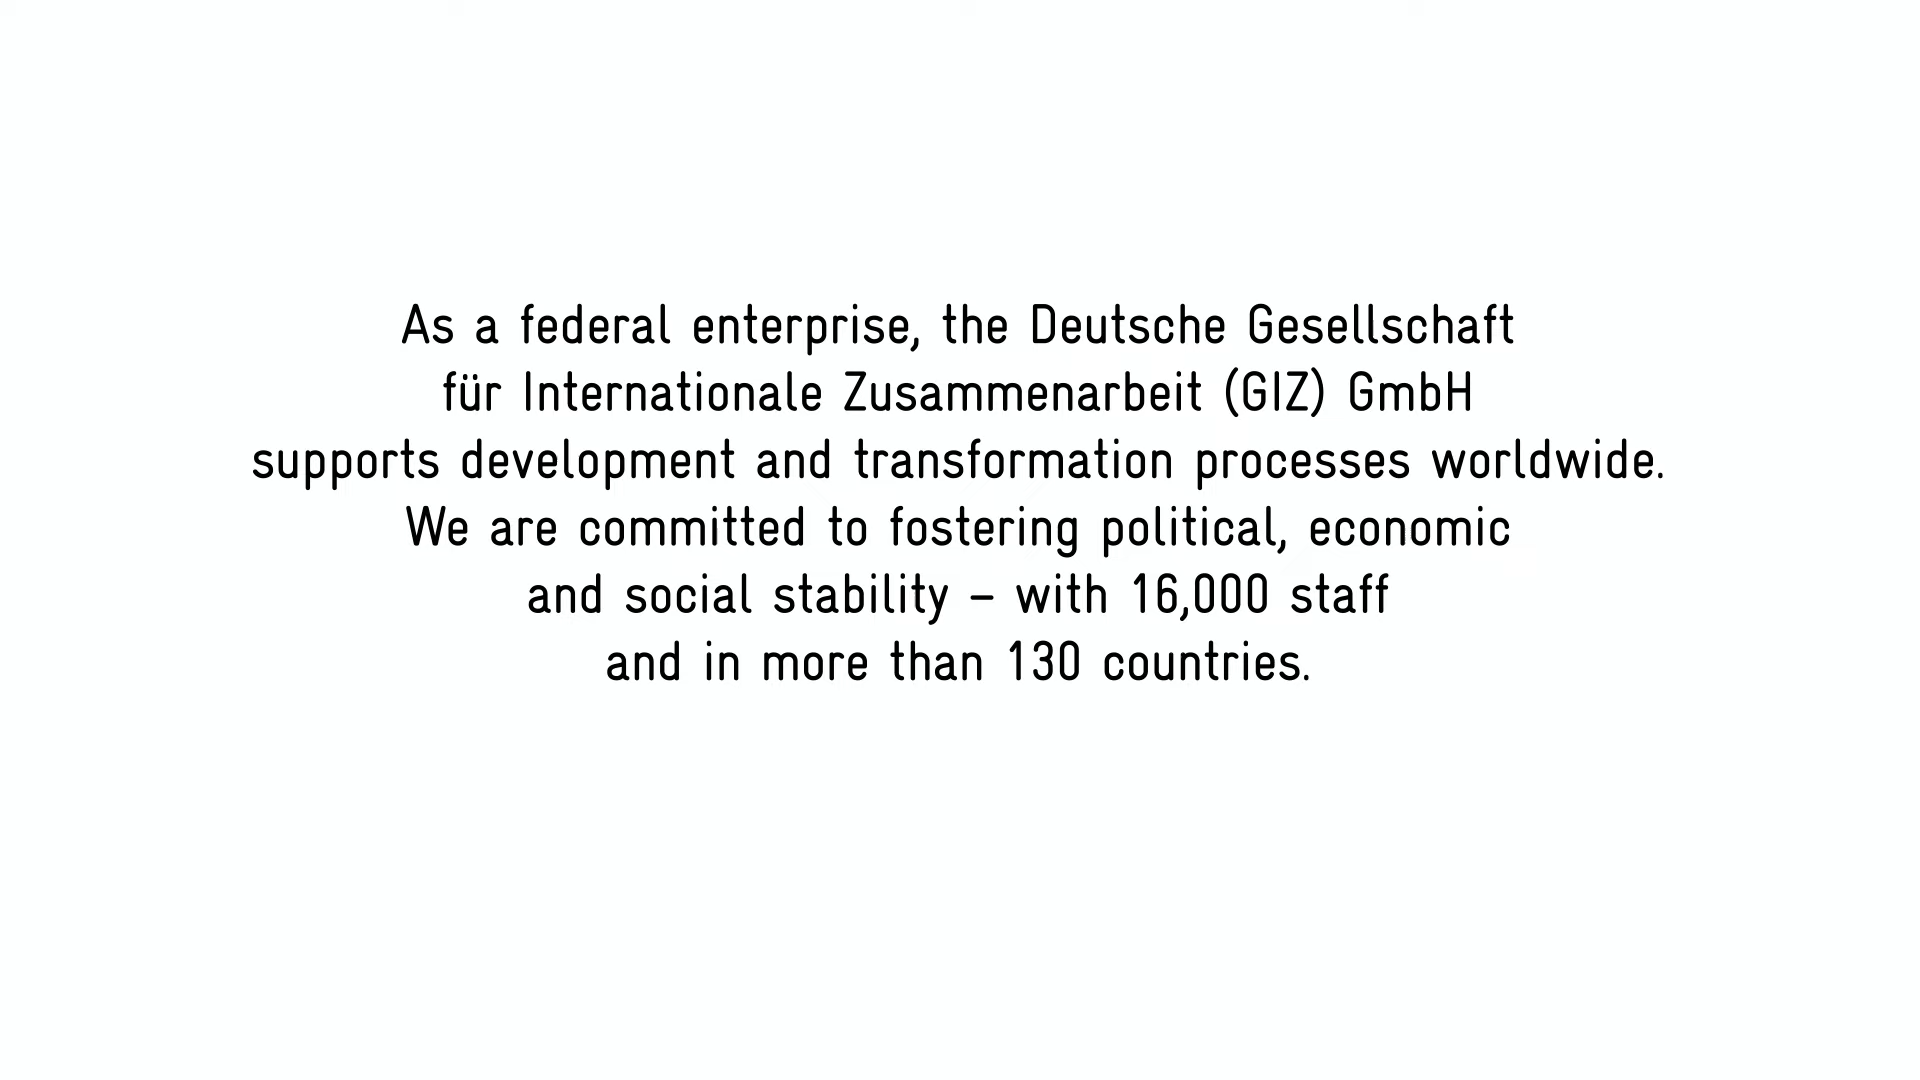 As a federal enterprise, the Deutsche Gesellschaft
für Internationale Zusammenarbeit (GIZ) GmbH
supports development and transformation processes worldwide.
We are committed to fostering political, economic
and social stability – with 16,000 staff
and in more than 130 countries.